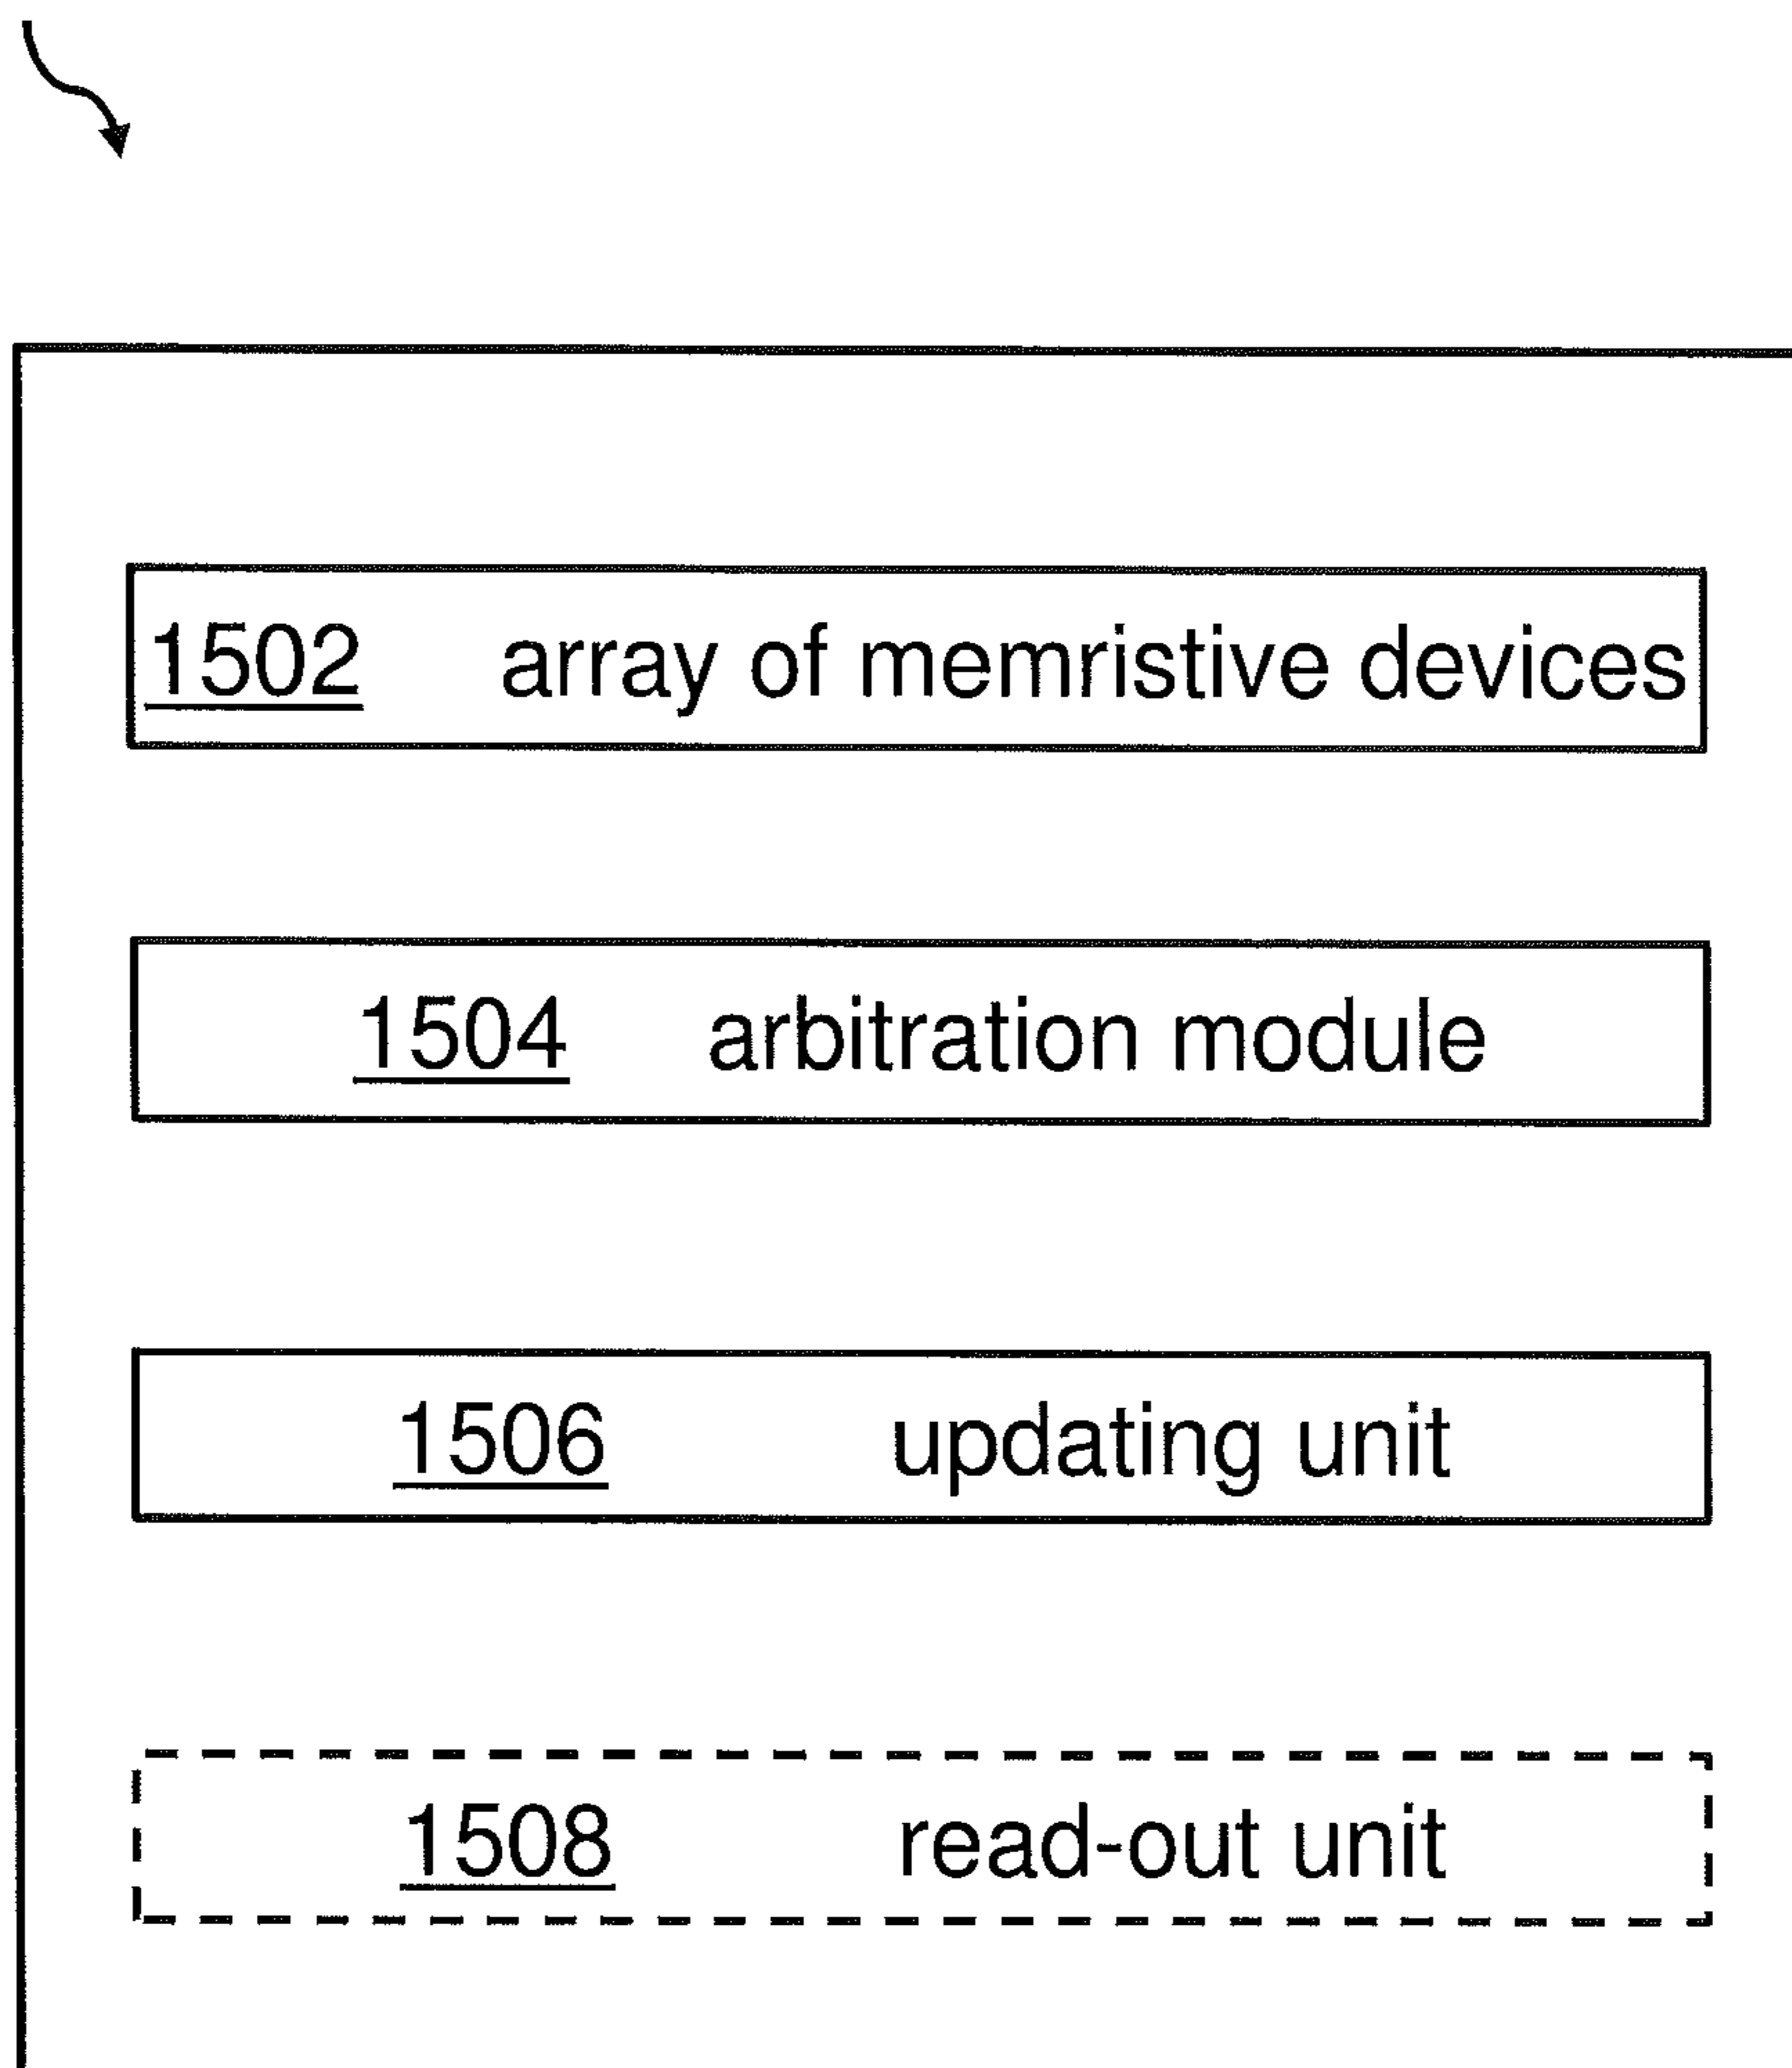 1502 array of memristive devices
1504 arbitration module
1506 updating unit
1508 read-out unit